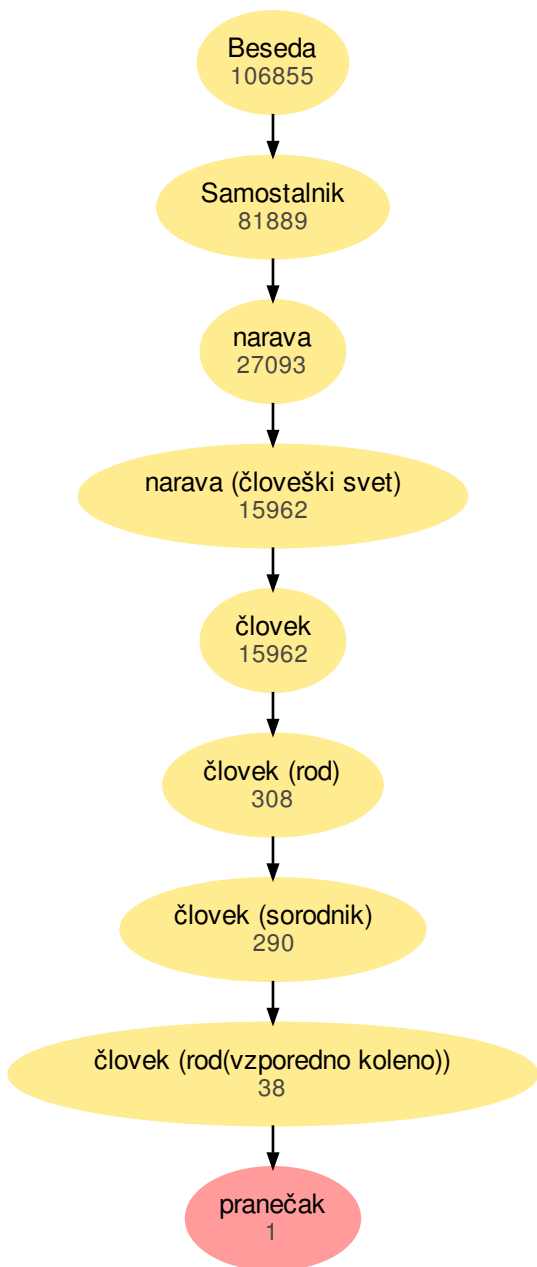 Beseda
106855
Samostalnik
81889
narava
27093
narava (človeški svet)
15962
človek
15962
človek (rod)
308
človek (sorodnik)
290
človek (rod(vzporedno koleno))
38
pranečak
1